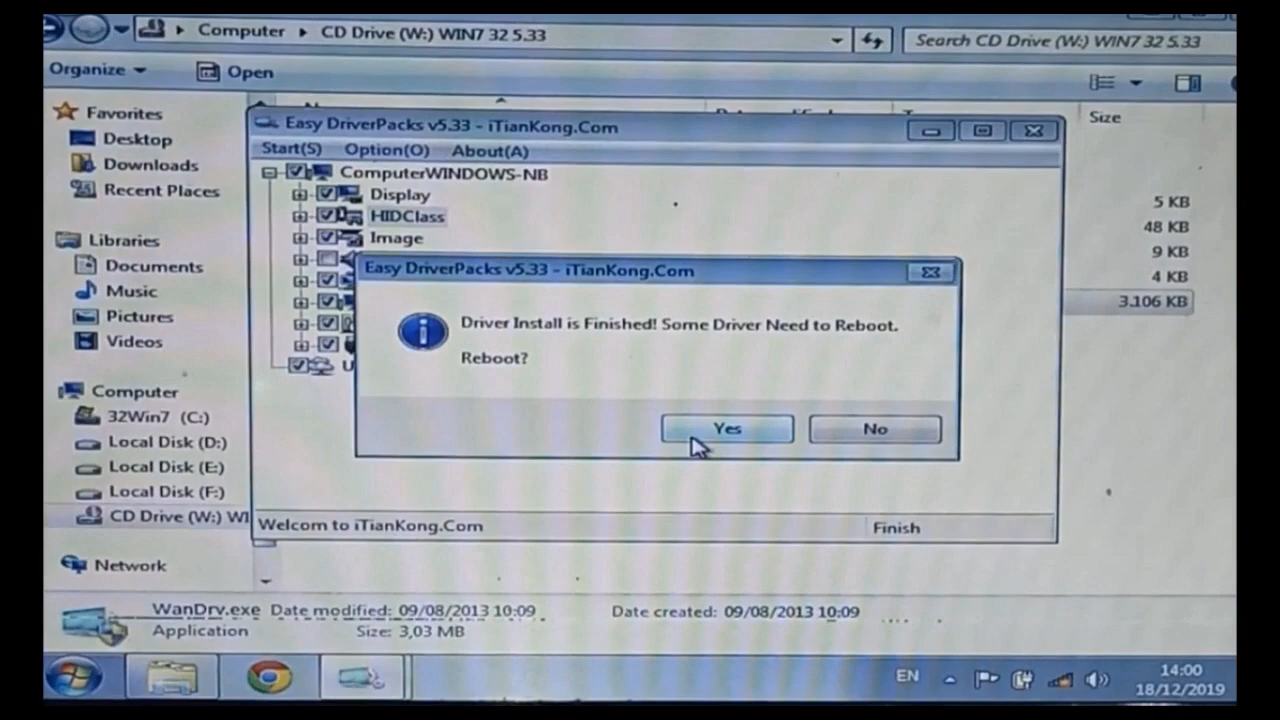 Computer ▸ CD Drive (W:) WIN7 32 5.33
Search CD Drive (W:) WIN7 32 5.33
Organize
Open
Favorites
Desktop
Downloads
Recent Places
Libraries
Documents
Music
Pictures
Videos
Computer
32Win7 (C:)
Local Disk (D:)
Local Disk (E:)
Local Disk (F:)
CD Drive (W:) WI
Network
Size
5 KB
48 KB
9 KB
4 KB
3.106 KB
Easy DriverPacks v5.33 - iTianKong.Com
Start(S) Option(O) About(A)
ComputerWINDOWS-NB
Display
HIDClass
Image
U
Easy DriverPacks v5.33 - iTianKong.Com
Driver Install is Finished! Some Driver Need to Reboot.
Reboot?
Yes No
Welcom to iTianKong.Com Finish
WanDrv.exe Date modified: 09/08/2013 10:09 Date created: 09/08/2013 10:09
Application Size: 3,03 MB
EN
14:00
18/12/2019